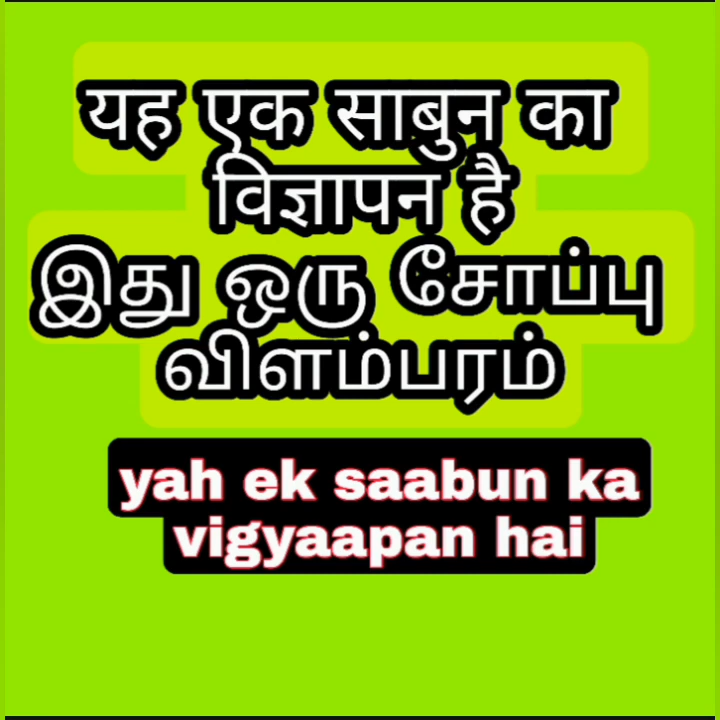 यह एक साबुन का
विज्ञापन है
இது ஒரு சோப்பு
விளம்பரம்
yah ek saabun ka
vigyaapan hai